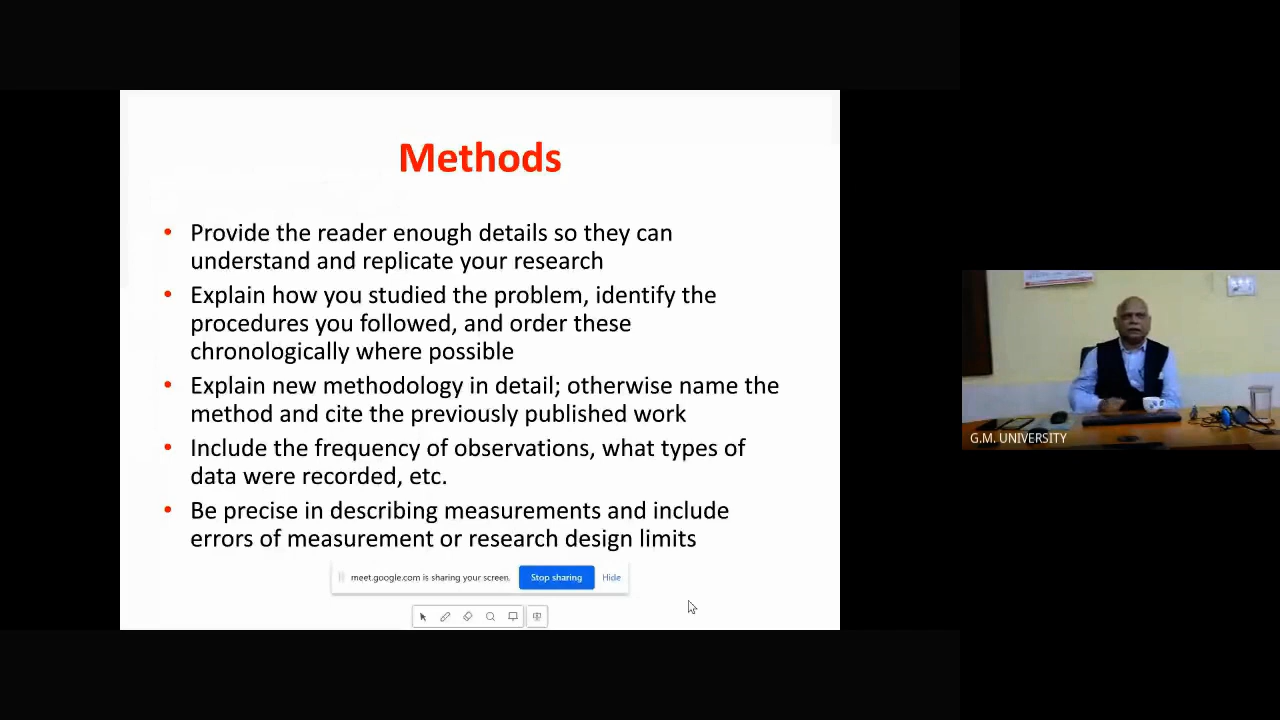 Methods
• Provide the reader enough details so they can
understand and replicate your research
• Explain how you studied the problem, identify the
procedures you followed, and order these
chronologically where possible
• Explain new methodology in detail; otherwise name the
method and cite the previously published work
• Include the frequency of observations, what types of
data were recorded, etc.
• Be precise in describing measurements and include
errors of measurement or research design limits
meet.google.com is sharing your screen. Stop sharing Hide
G.M. UNIVERSITY